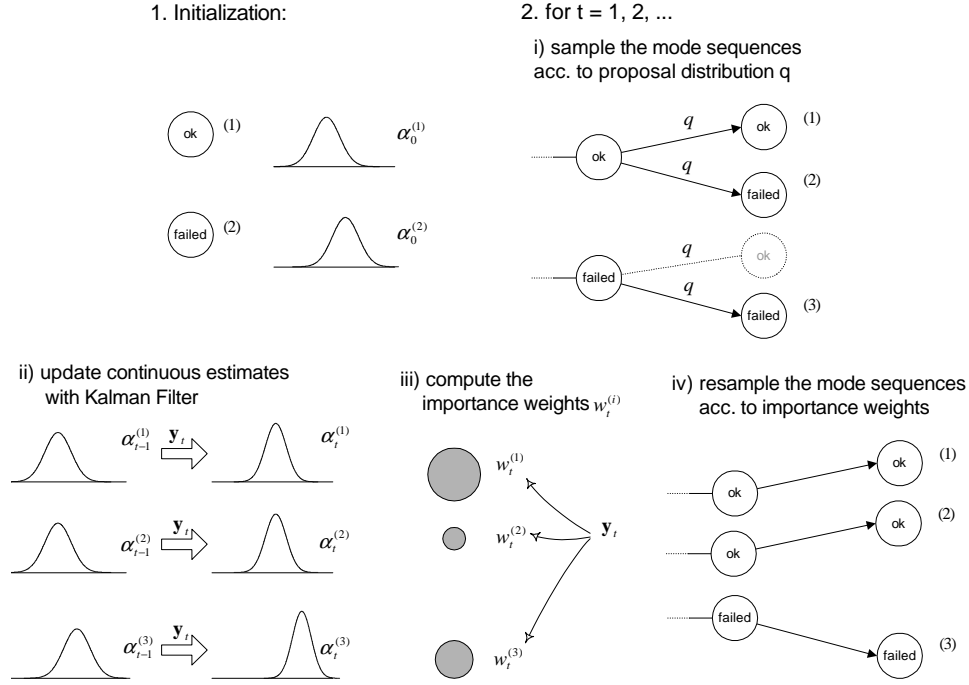 1. Initialization:
ok
(1)
α₀⁽¹⁾
failed
(2)
α₀⁽²⁾
2. for t = 1, 2, ...
i) sample the mode sequences
acc. to proposal distribution q
ok
q
ok
(1)
q
failed
(2)
failed
q
ok
q
failed
(3)
ii) update continuous estimates
with Kalman Filter
α_{t–1}^{(1)} y_t α_t^{(1)}
α_{t–1}^{(2)} y_t α_t^{(2)}
α_{t–1}^{(3)} y_t α_t^{(3)}
iii) compute the
importance weights w_t^{(i)}
w_t^{(1)}
w_t^{(2)}
y_t
w_t^{(3)}
iv) resample the mode sequences
acc. to importance weights
ok
ok
(1)
ok
ok
(2)
failed
failed
(3)